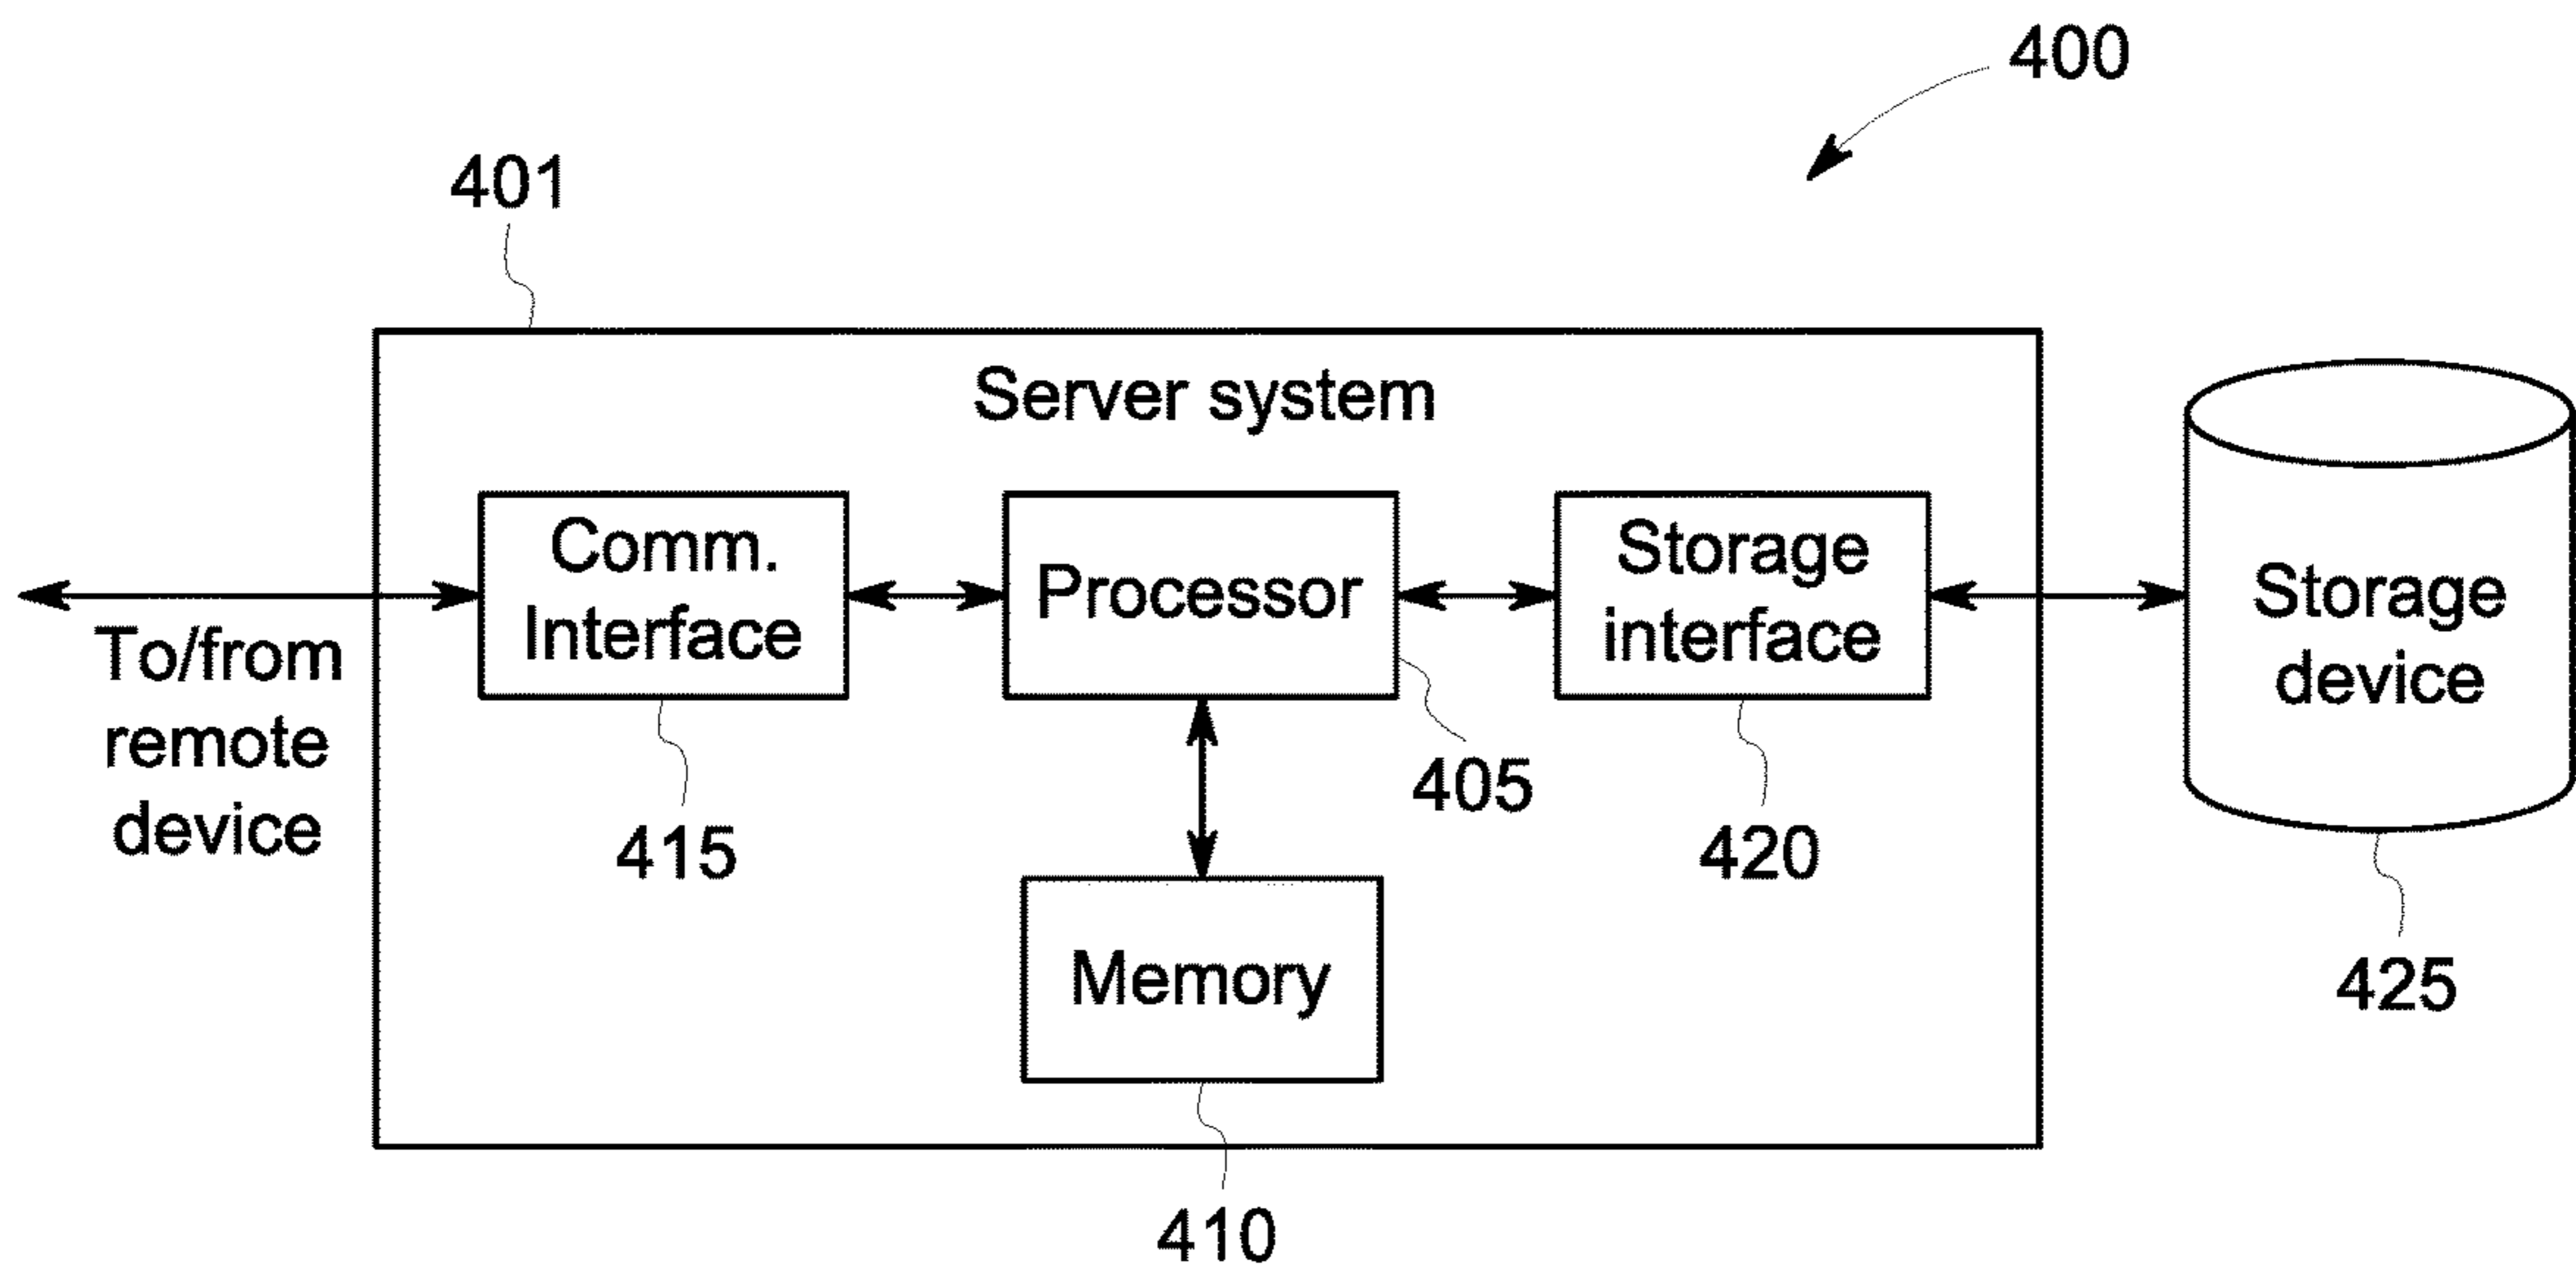 400
401
Server system
Comm.
Interface
Processor
Storage
interface
Storage
device
To/from
remote
device
415
405
420
Memory
425
410